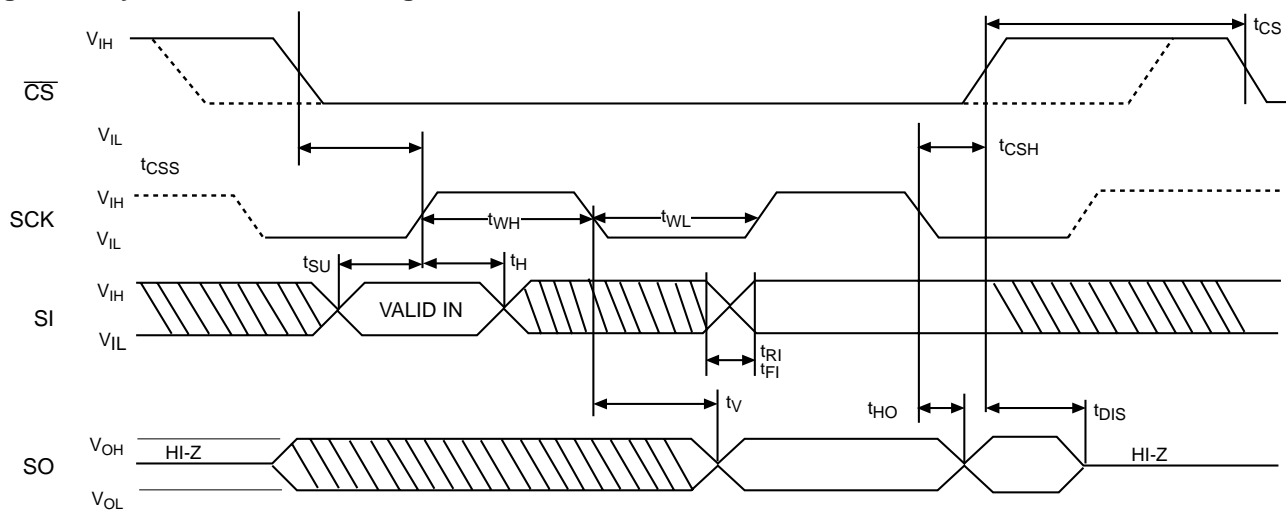 tCS
VIH
CS
VIL
tCSS
tCSH
VIH
SCK
tWH
tWL
VIL
tSU
tH
VIH
SI
VALID IN
VIL
tRI
tFI
tV
tHO
tDIS
VOH
HI-Z
HI-Z
SO
VOL